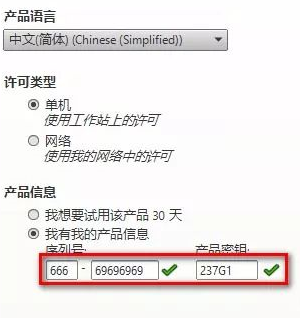 产品语言
中文(简体) (Chinese (Simplified))
许可类型
单机
使用工作站上的许可
网络
使用我的网络中的许可
产品信息
我想要试用该产品 30 天
我有我的产品信息
序列号: 产品密钥:
666 - 69696969 237G1